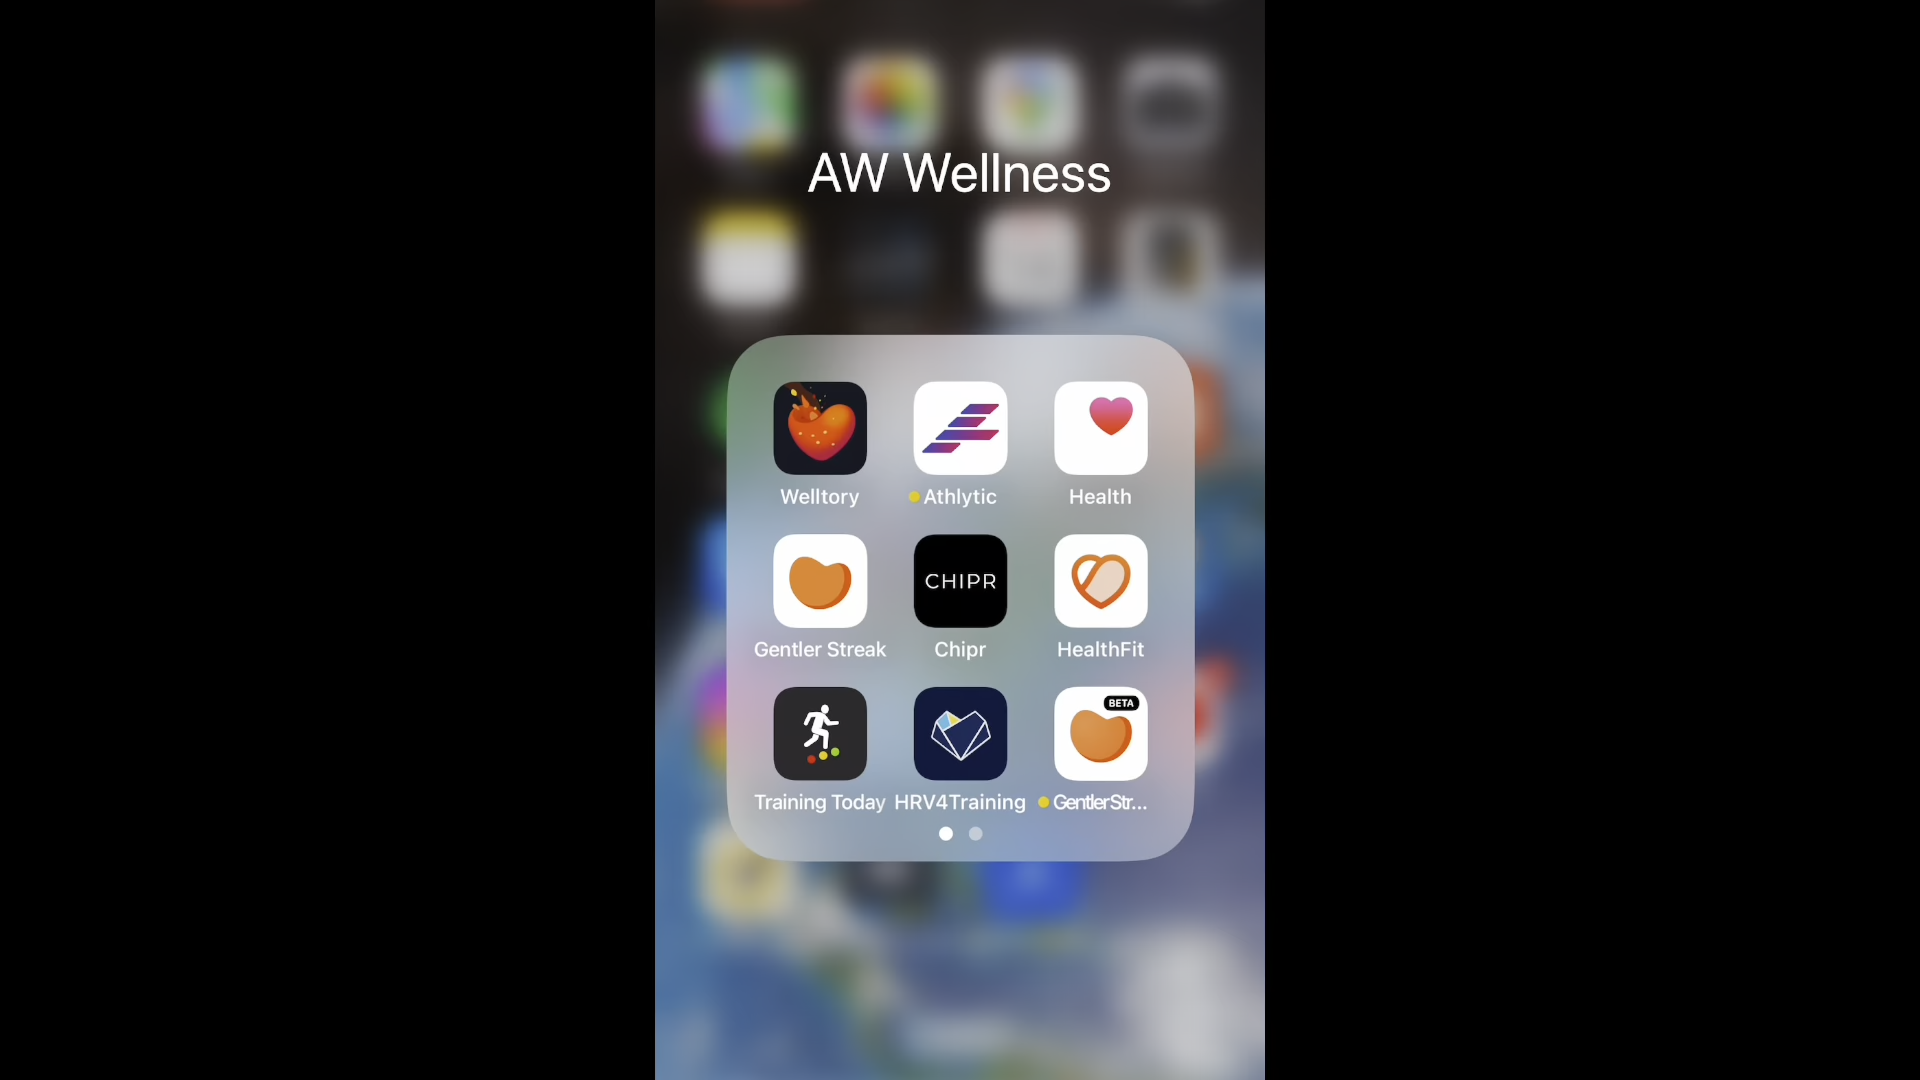 AW Wellness
Welltory
Athlytic
Health
CHIPR
Gentler Streak
Chipr
HealthFit
BETA
Training Today
HRV4Training
GentlerStr...